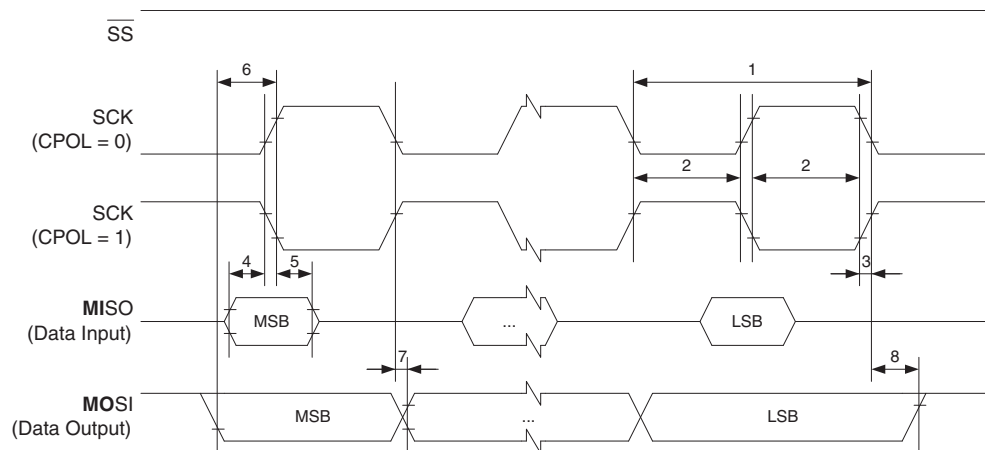 SS
6
1
SCK
(CPOL = 0)
2
2
SCK
(CPOL = 1)
4
5
3
MISO
(Data Input)
MSB
...
LSB
7
8
MOSI
(Data Output)
MSB
...
LSB